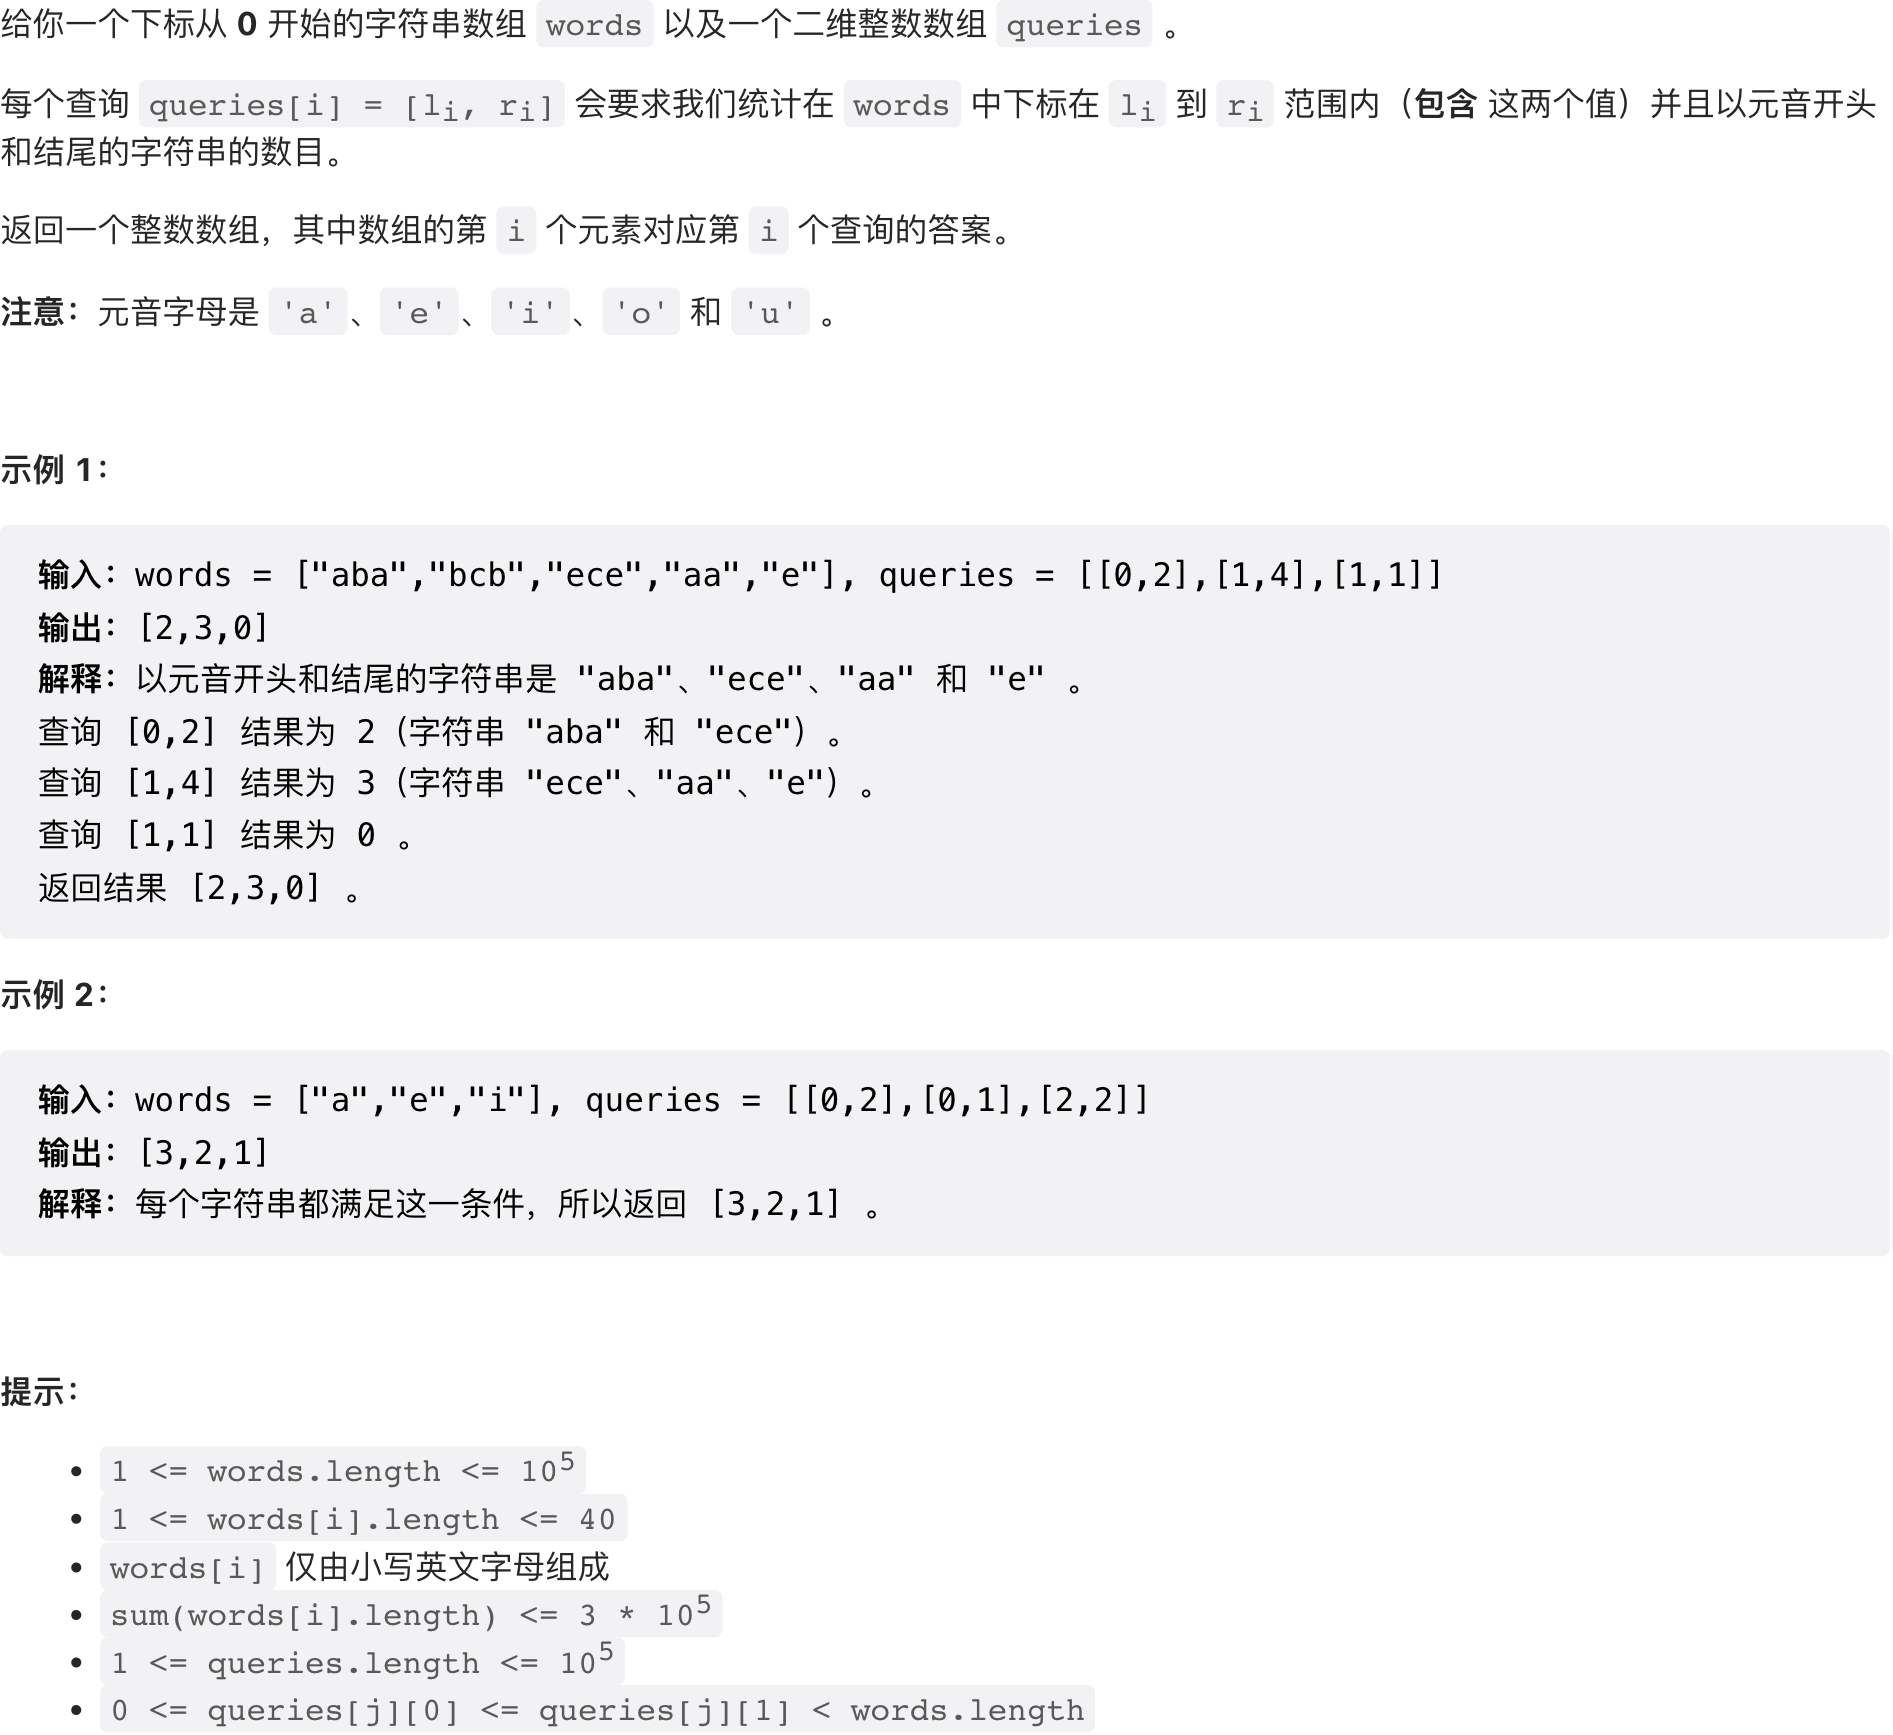 给你一个下标从 0 开始的字符串数组 words 以及一个二维整数数组 queries 。
每个查询 queries[i] = [li, ri] 会要求我们统计在 words 中下标在 li 到 ri 范围内（包含 这两个值）并且以元音开头
和结尾的字符串的数目。
返回一个整数数组，其中数组的第 i 个元素对应第 i 个查询的答案。
注意：元音字母是 'a'、'e'、'i'、'o' 和 'u' 。
示例 1：
输入：words = ["aba","bcb","ece","aa","e"], queries = [[0,2],[1,4],[1,1]]
输出：[2,3,0]
解释：以元音开头和结尾的字符串是 "aba"、"ece"、"aa" 和 "e" 。
查询 [0,2] 结果为 2（字符串 "aba" 和 "ece"）。
查询 [1,4] 结果为 3（字符串 "ece"、"aa"、"e"）。
查询 [1,1] 结果为 0 。
返回结果 [2,3,0] 。
示例 2：
输入：words = ["a","e","i"], queries = [[0,2],[0,1],[2,2]]
输出：[3,2,1]
解释：每个字符串都满足这一条件，所以返回 [3,2,1] 。
提示：
• 1 <= words.length <= 10⁵
• 1 <= words[i].length <= 40
• words[i] 仅由小写英文字母组成
• sum(words[i].length) <= 3 * 10⁵
• 1 <= queries.length <= 10⁵
• 0 <= queries[j][0] <= queries[j][1] < words.length